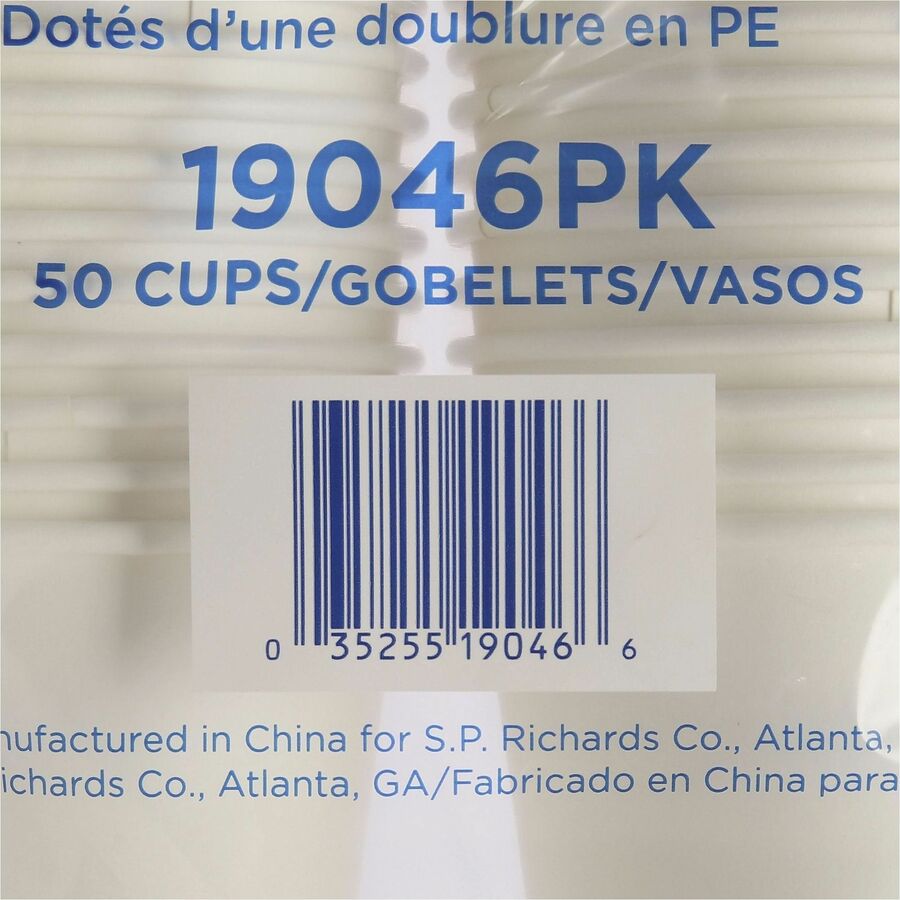 Dotés d'une doublure en PE
19046PK
50 CUPS/GOBELETS/VASOS
0 35255 19046 6
nufactured in China for S.P. Richards Co., Atlanta,
ichards Co., Atlanta, GA/Fabricado en China para